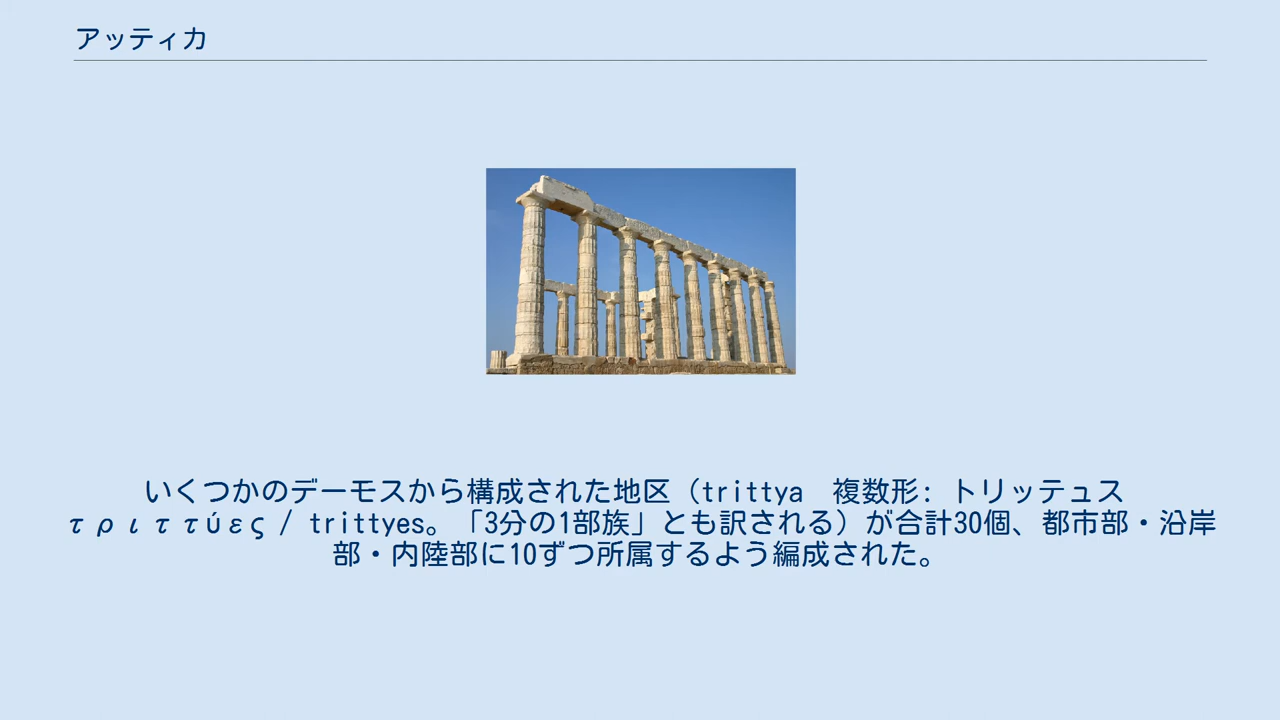 アッティカ
いくつかのデーモスから構成された地区（trittya　複数形: トリッテュス
τριττύες / trittyes。「3分の1部族」とも訳される）が合計30個、都市部・沿岸
部・内陸部に10ずつ所属するよう編成された。